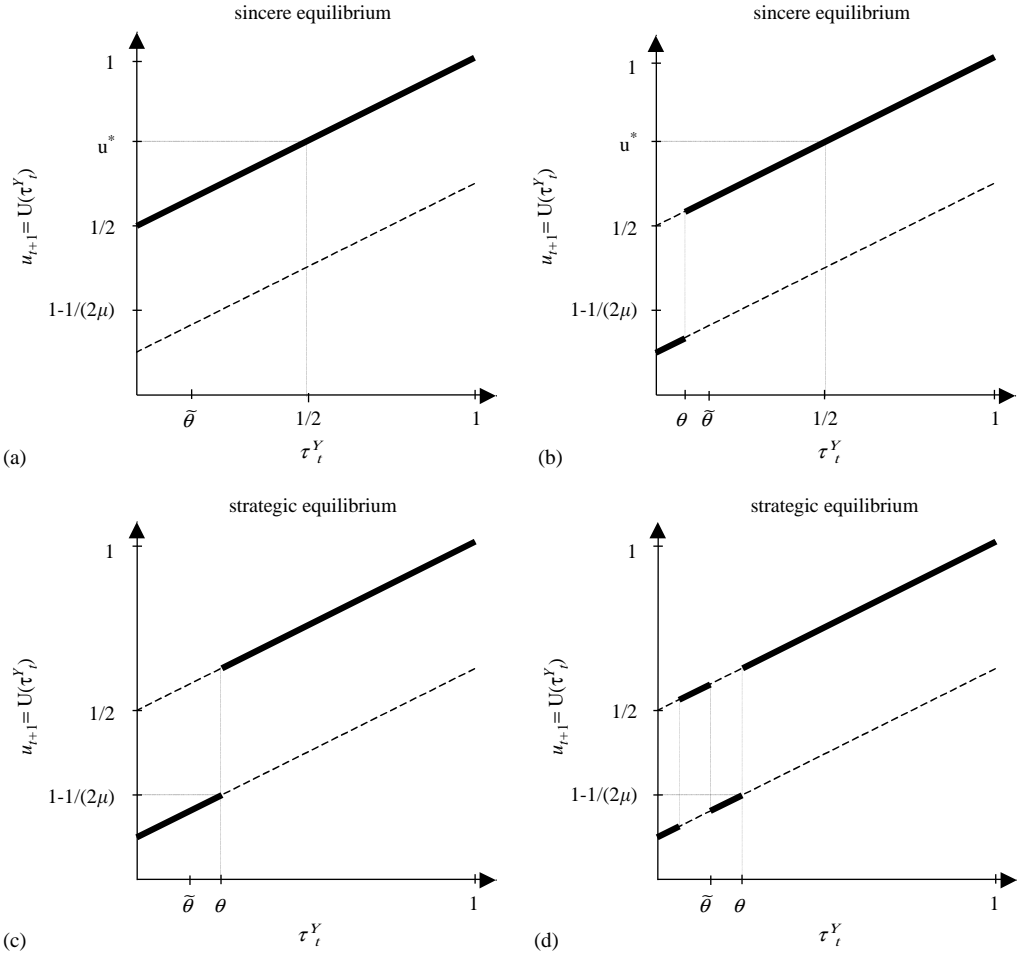 sincere equilibrium
1
u*
1/2
1-1/(2μ)
u_{t+1} = U(τ^Y_t)
θ̃
1/2
1
τ^Y_t
(a)
sincere equilibrium
1
u*
1/2
1-1/(2μ)
u_{t+1} = U(τ^Y_t)
θ θ̃
1/2
1
τ^Y_t
(b)
strategic equilibrium
1
1/2
1-1/(2μ)
u_{t+1} = U(τ^Y_t)
θ̃ θ
1
τ^Y_t
(c)
strategic equilibrium
1
1/2
1-1/(2μ)
u_{t+1} = U(τ^Y_t)
θ̃ θ
1
τ^Y_t
(d)